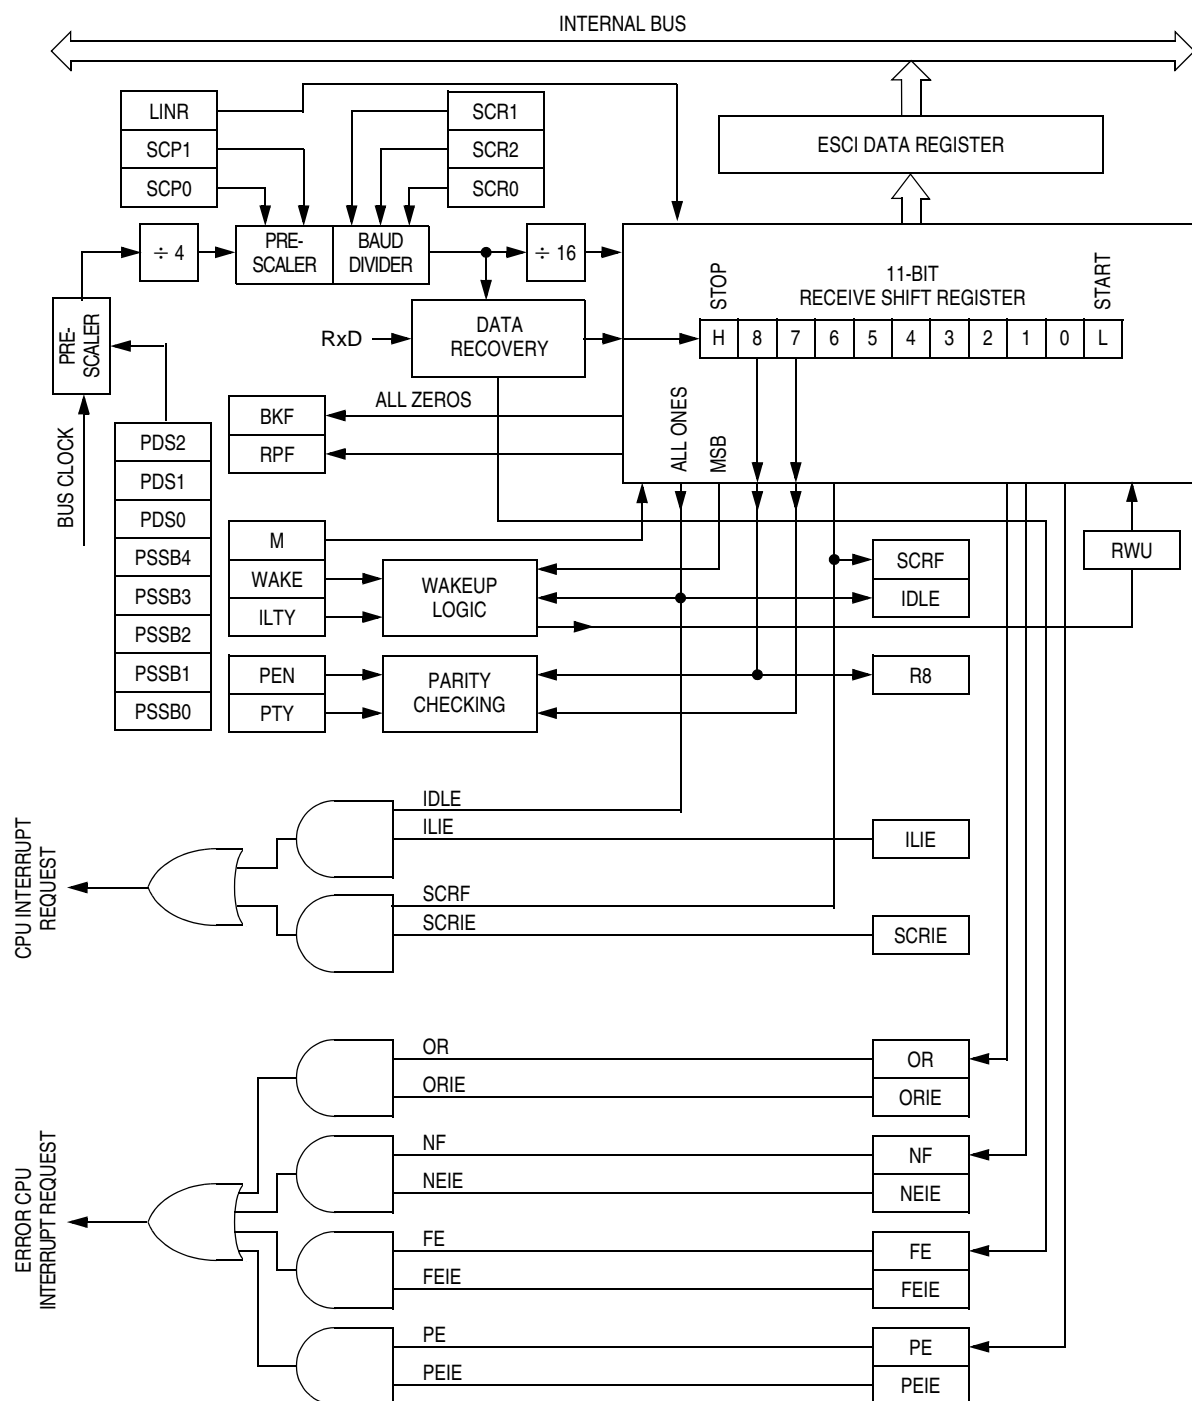 INTERNAL BUS
LINR
SCP1
SCP0
SCR1
SCR2
SCR0
ESCI DATA REGISTER
÷ 4
PRE-
SCALER
BAUD
DIVIDER
÷ 16
PRE-
SCALER
BUS CLOCK
RxD
DATA
RECOVERY
STOP
11-BIT
RECEIVE SHIFT REGISTER
START
H 8 7 6 5 4 3 2 1 0 L
ALL ZEROS
ALL ONES
MSB
BKF
RPF
PDS2
PDS1
PDS0
PSSB4
PSSB3
PSSB2
PSSB1
PSSB0
M
WAKE
ILTY
WAKEUP
LOGIC
SCRF
IDLE
RWU
PEN
PTY
PARITY
CHECKING
R8
CPU INTERRUPT
REQUEST
IDLE
ILIE
ILIE
SCRF
SCRIE
SCRIE
ERROR CPU
INTERRUPT REQUEST
OR
OR
ORIE
ORIE
NF
NF
NEIE
NEIE
FE
FE
FEIE
FEIE
PE
PE
PEIE
PEIE